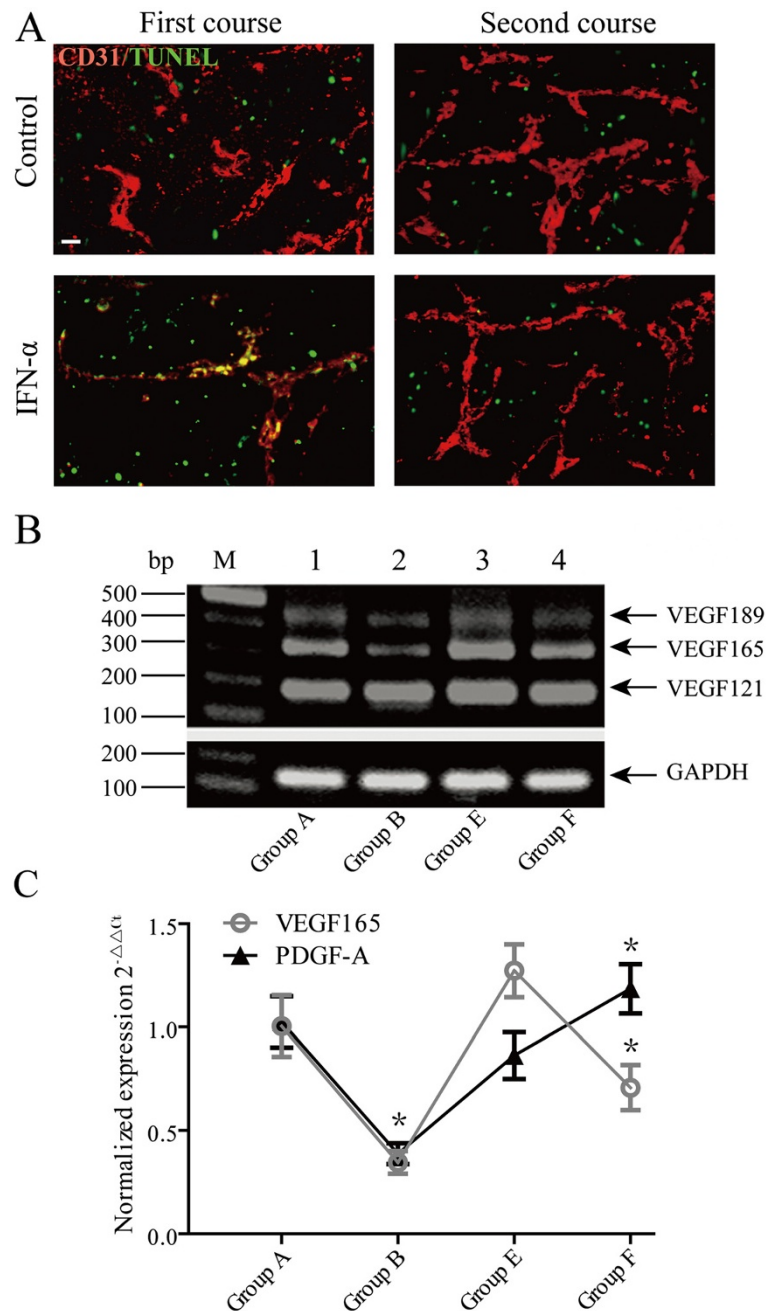 A
First course
Second course
CD31/TUNEL
Control
IFN-α
B
bp M 1 2 3 4
500
400
300
200
100
200
100
VEGF189
VEGF165
VEGF121
GAPDH
Group A
Group B
Group E
Group F
C
VEGF165
PDGF-A
Normalized expression 2-△△Ct
1.5
1.0
0.5
0.0
*
*
*
Group A
Group B
Group E
Group F